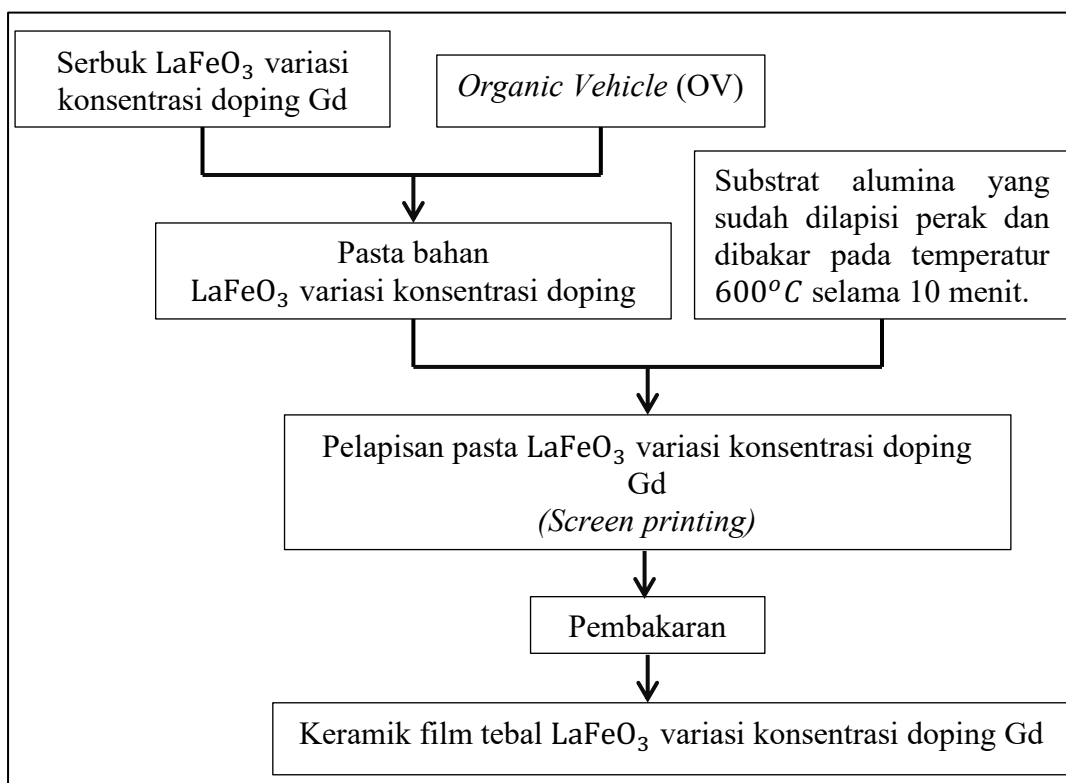 Serbuk LaFeO₃ variasi
konsentrasi doping Gd
Organic Vehicle (OV)
Substrat alumina yang
sudah dilapisi perak dan
dibakar pada temperatur
600°C selama 10 menit.
Pasta bahan
LaFeO₃ variasi konsentrasi doping
Pelapisan pasta LaFeO₃ variasi konsentrasi doping
Gd
(Screen printing)
Pembakaran
Keramik film tebal LaFeO₃ variasi konsentrasi doping Gd